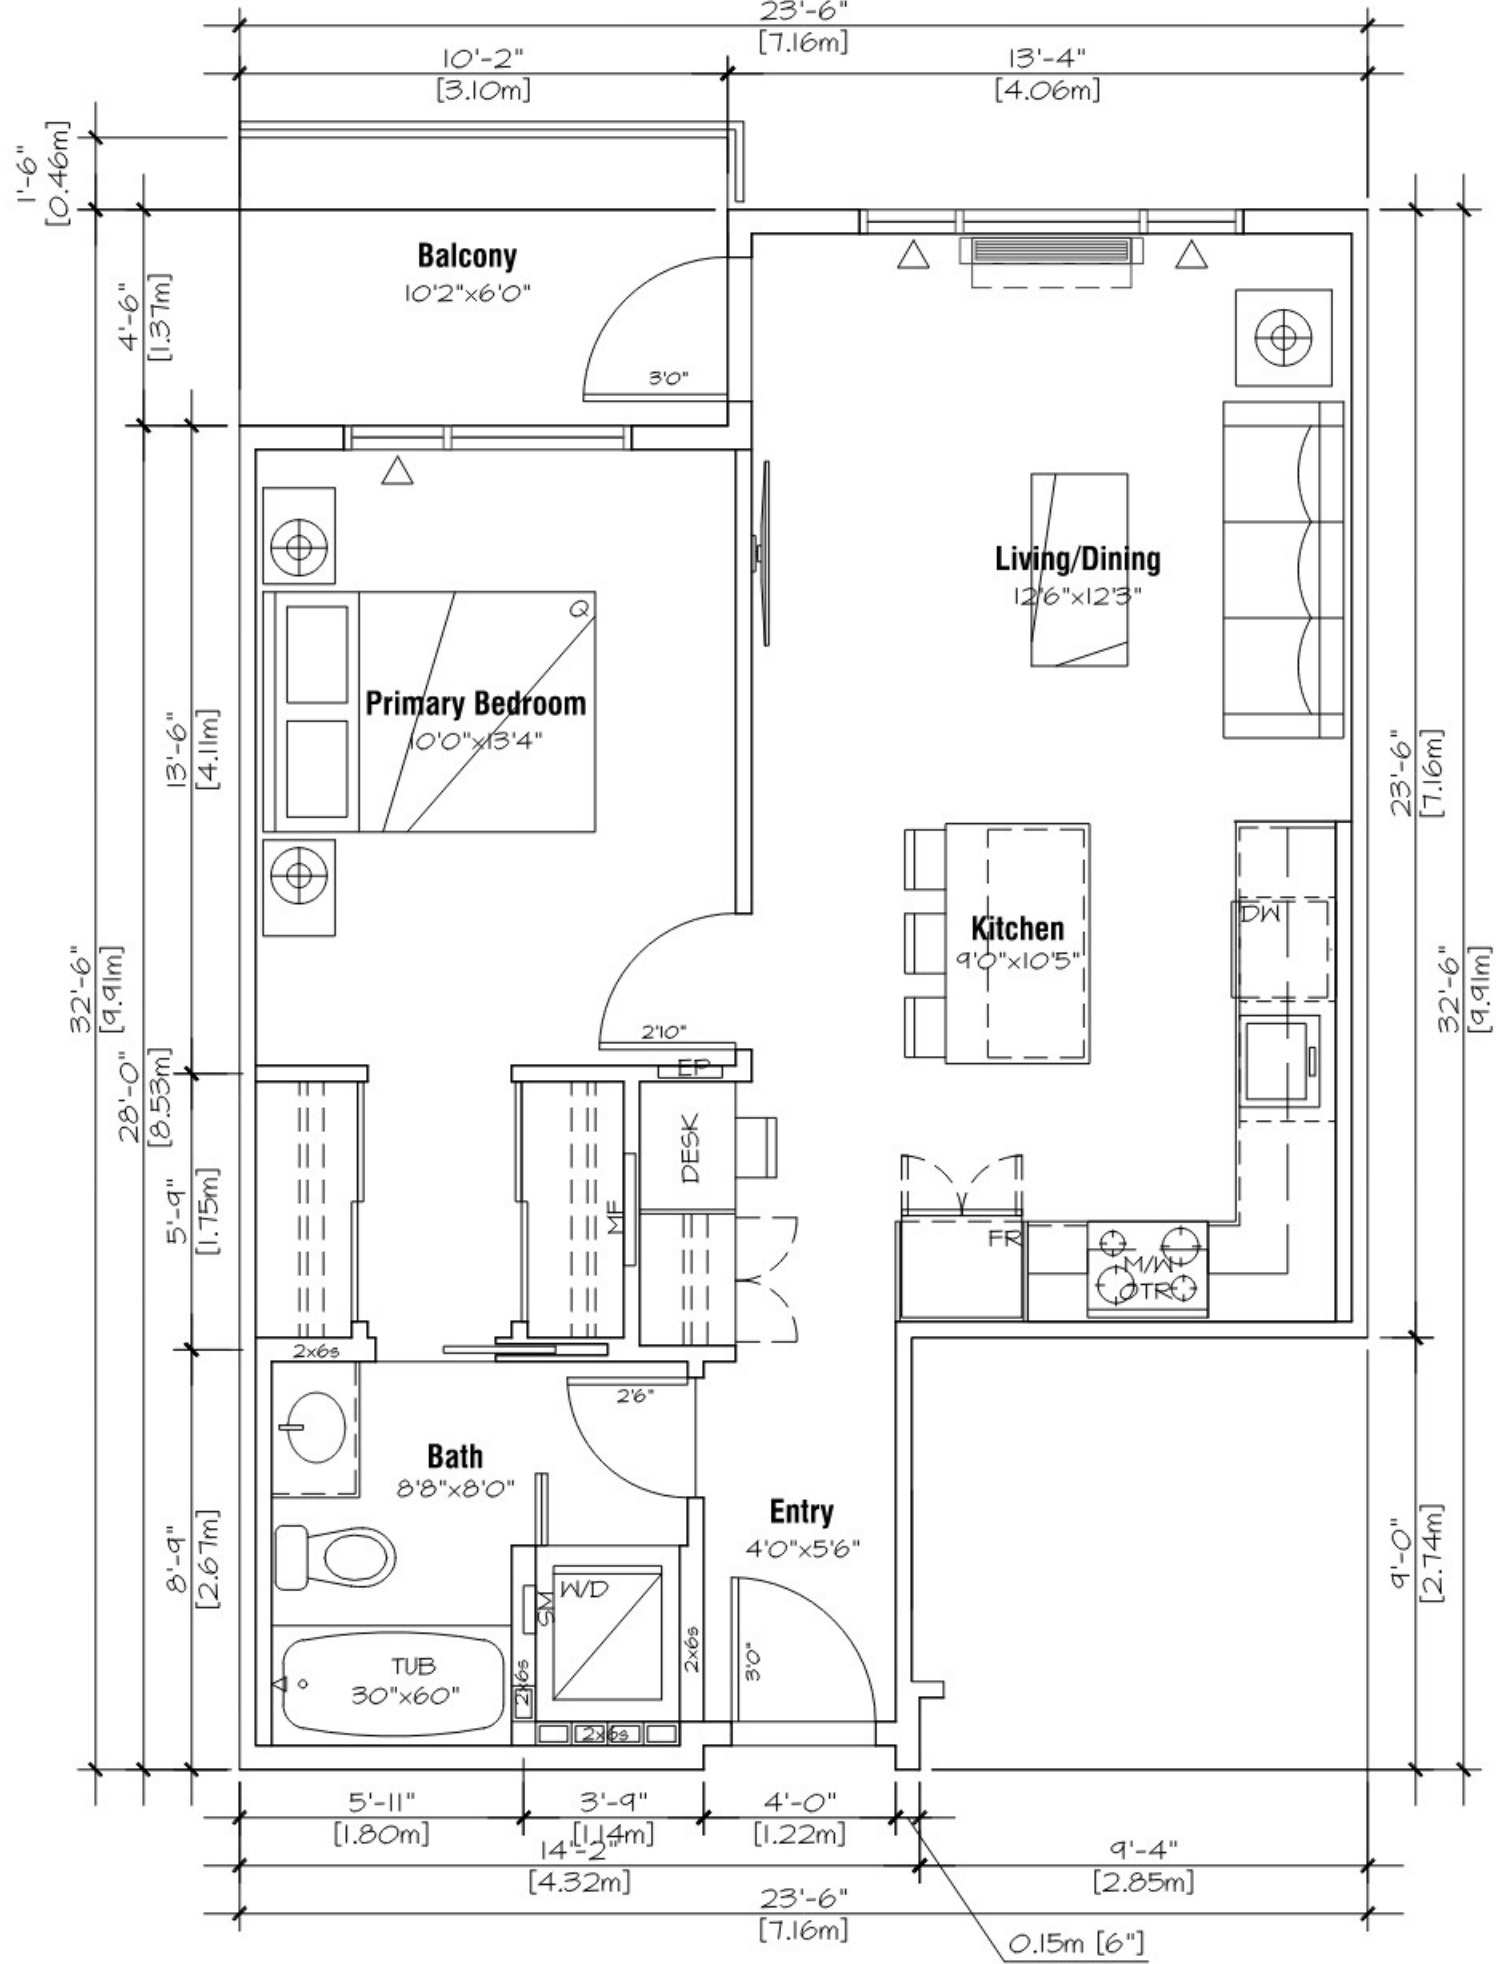 23'-6"
[7.16m]
10'-2"
[3.10m]
13'-4"
[4.06m]
1'-6"
[0.46m]
Balcony
10'2"x6'0"
4'-6"
[1.37m]
3'0"
Living/Dining
12'6"x12'3"
Q
Primary Bedroom
10'0"x13'4"
13'-6"
[4.11m]
23'-6"
[7.16m]
DW
Kitchen
9'0"x10'5"
32'-6"
[9.91m]
32'-6"
[9.91m]
2'10"
EP
28'-0"
[8.53m]
DESK
5'-9"
[1.75m]
MF
FR
M/W
OTR
2x6s
2'6"
Bath
8'8"x8'0"
Entry
4'0"x5'6"
8'-9"
[2.67m]
9'-0"
[2.74m]
W/D
SM
2x6s
3'0"
TUB
30"x60"
2x6s
2x6s
5'-11"
[1.80m]
3'-9"
[1.14m]
4'-0"
[1.22m]
14'-2"
[4.32m]
9'-4"
[2.85m]
23'-6"
[7.16m]
0.15m [6"]